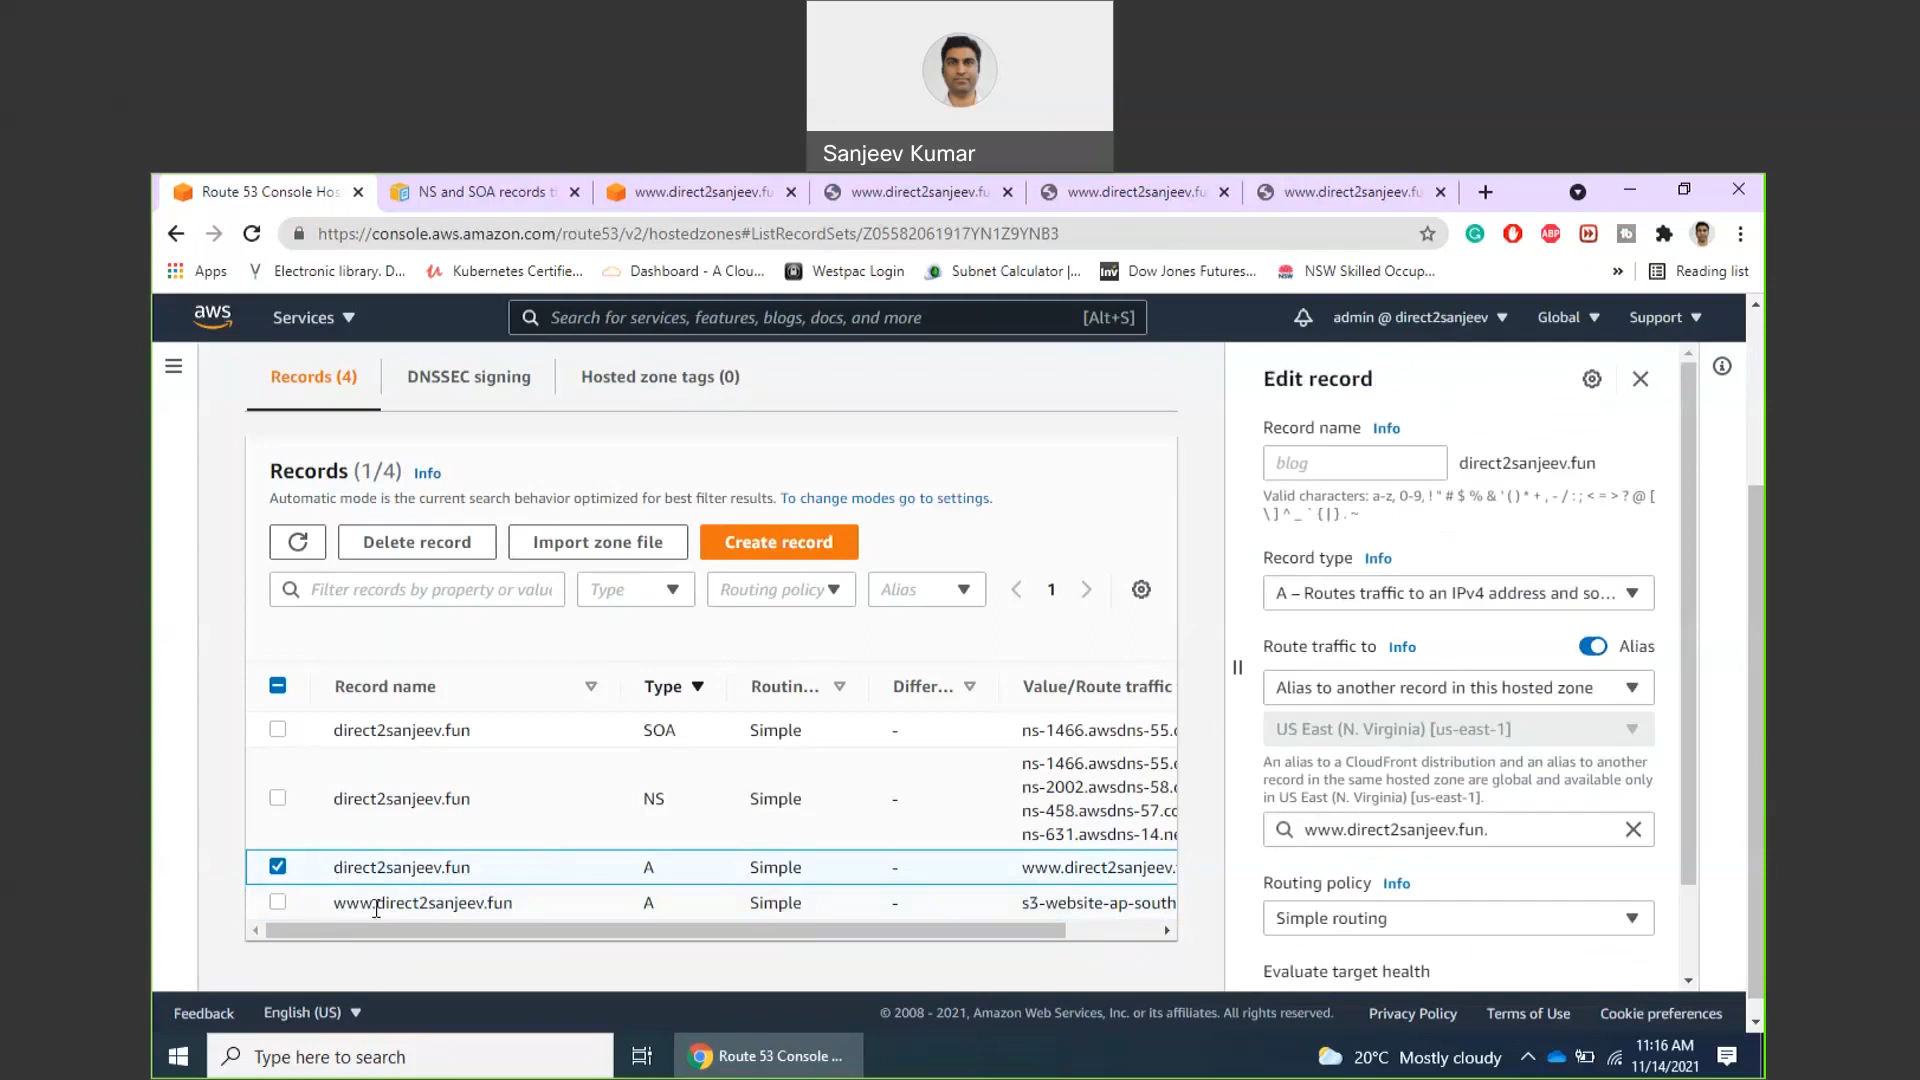 Sanjeev Kumar
Route 53 Console Hos
NS and SOA records t
www.direct2sanjeev.fu
www.direct2sanjeev.fu
www.direct2sanjeev.fu
www.direct2sanjeev.fu
https://console.aws.amazon.com/route53/v2/hostedzones#ListRecordSets/Z05582061917YN1Z9YNB3
ABP
Apps
Electronic library. D...
Kubernetes Certifie...
Dashboard - A Clou...
Westpac Login
Subnet Calculator |...
Inv
Dow Jones Futures...
NSW
NSW Skilled Occup...
»
Reading list
aws
Services
Search for services, features, blogs, docs, and more
[Alt+S]
admin @ direct2sanjeev
Global
Support
Records (4)
DNSSEC signing
Hosted zone tags (0)
Records (1/4) Info
Automatic mode is the current search behavior optimized for best filter results. To change modes go to settings.
Delete record
Import zone file
Create record
Filter records by property or value
Type
Routing policy
Alias
1
Record name
Type
Routin...
Differ...
Value/Route traffic
direct2sanjeev.fun SOA Simple - ns-1466.awsdns-55.
ns-1466.awsdns-55.
ns-2002.awsdns-58.
direct2sanjeev.fun NS Simple -
ns-458.awsdns-57.co
ns-631.awsdns-14.ne
direct2sanjeev.fun A Simple - www.direct2sanjeev.
www.direct2sanjeev.fun A Simple - s3-website-ap-south
Edit record
Record name Info
blog
direct2sanjeev.fun
Valid characters: a-z, 0-9, ! " # $ % & ' ( ) * + , - / : ; < = > ? @ [
\ ] ^ _ ` { | } . ~
Record type Info
A – Routes traffic to an IPv4 address and so...
Route traffic to Info
Alias
Alias to another record in this hosted zone
US East (N. Virginia) [us-east-1]
An alias to a CloudFront distribution and an alias to another
record in the same hosted zone are global and available only
in US East (N. Virginia) [us-east-1].
www.direct2sanjeev.fun.
Routing policy Info
Simple routing
Evaluate target health
Feedback
English (US)
© 2008 - 2021, Amazon Web Services, Inc. or its affiliates. All rights reserved.
Privacy Policy
Terms of Use
Cookie preferences
Type here to search
Route 53 Console ...
20°C Mostly cloudy
11:16 AM
11/14/2021